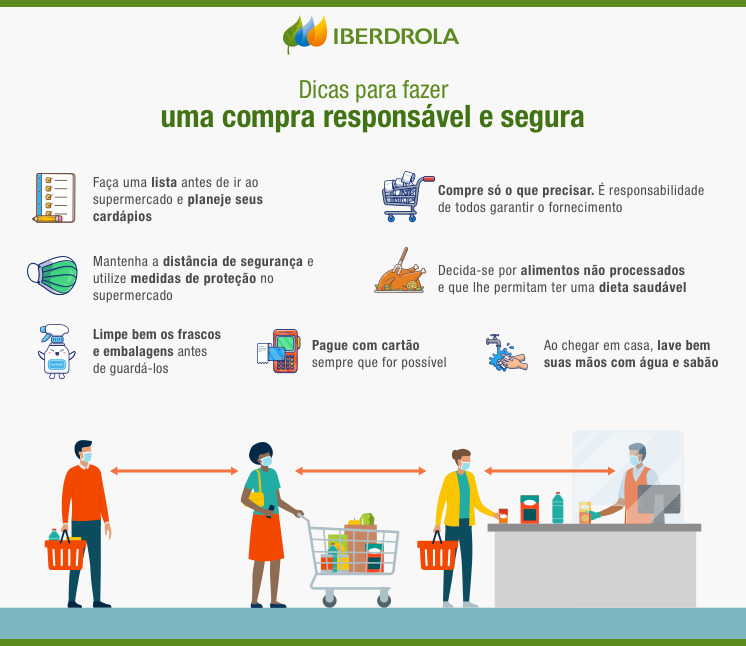 IBERDROLA
Dicas para fazer
uma compra responsável e segura
Faça uma lista antes de ir ao
supermercado e planeje seus
cardápios
Compre só o que precisar. É responsabilidade
de todos garantir o fornecimento
Mantenha a distância de segurança e
utilize medidas de proteção no
supermercado
Decida-se por alimentos não processados
e que lhe permitam ter uma dieta saudável
Limpe bem os frascos
e embalagens antes
de guardá-los
Pague com cartão
sempre que for possível
Ao chegar em casa, lave bem
suas mãos com água e sabão